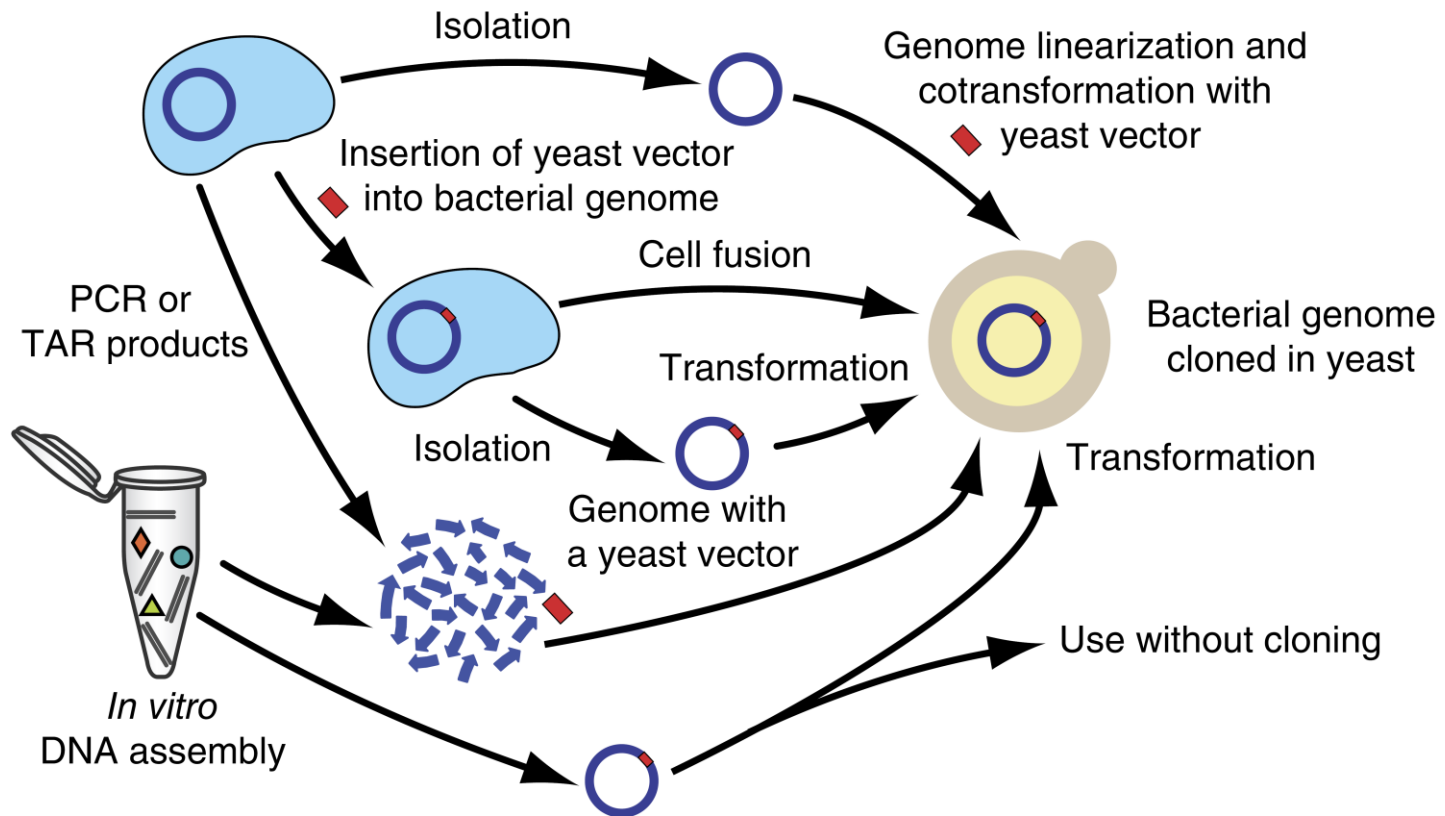 Isolation
Genome linearization and
cotransformation with
yeast vector
Insertion of yeast vector
into bacterial genome
Cell fusion
PCR or
TAR products
Bacterial genome
cloned in yeast
Transformation
Isolation
Transformation
Genome with
a yeast vector
Use without cloning
In vitro
DNA assembly